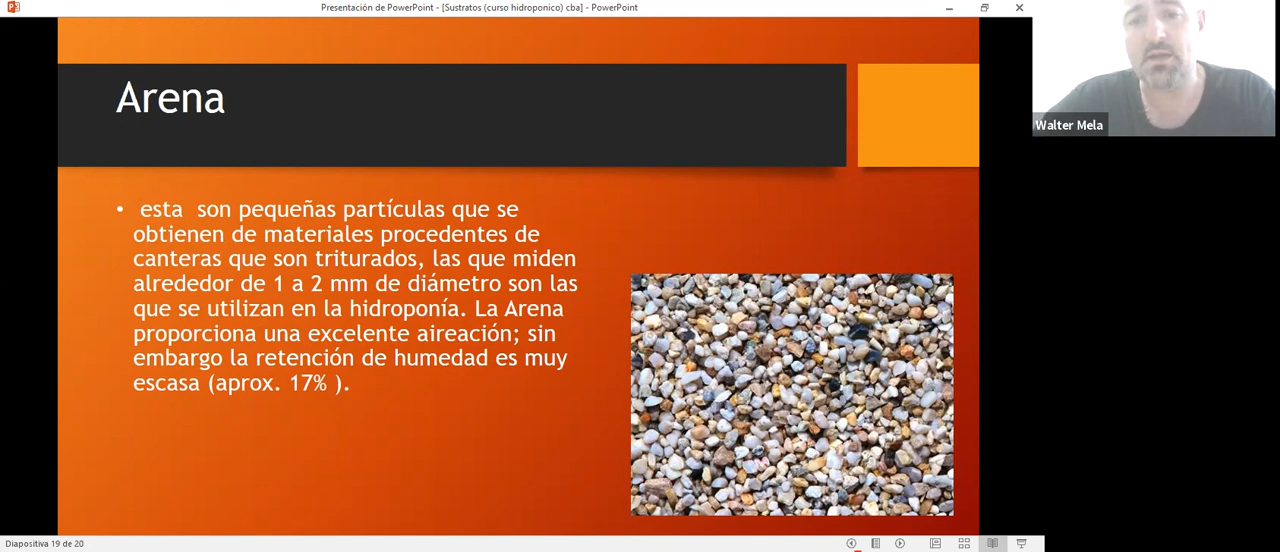 Presentación de PowerPoint - [Sustratos (curso hidroponico) cba] - PowerPoint
Arena
Walter Mela
• esta  son pequeñas partículas que se
obtienen de materiales procedentes de
canteras que son triturados, las que miden
alrededor de 1 a 2 mm de diámetro son las
que se utilizan en la hidroponía. La Arena
proporciona una excelente aireación; sin
embargo la retención de humedad es muy
escasa (aprox. 17% ).
Diapositiva 19 de 20